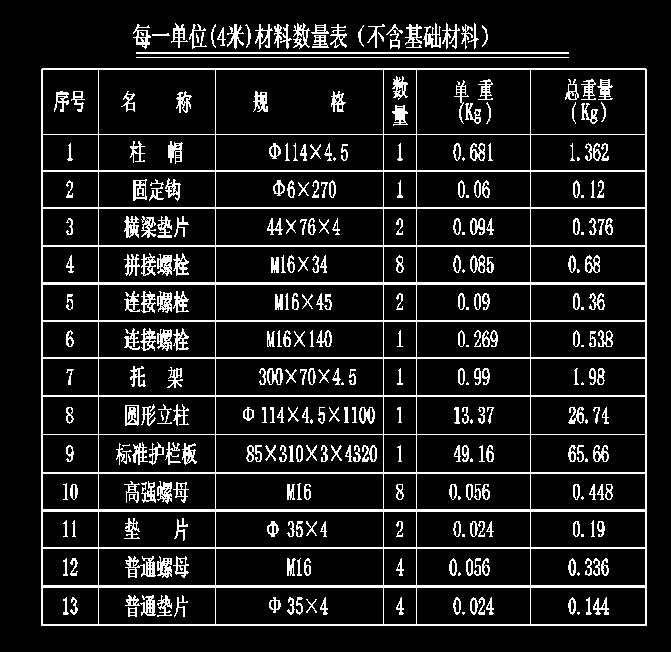 每一单位(4米)材料数量表（不含基础材料）
序号 名 称 规 格 数量 单 重(Kg) 总重量(Kg)
1 柱 帽 Φ114×4.5 1 0.681 1.362
2 固定钩 Φ6×270 1 0.06 0.12
3 横梁垫片 44×76×4 2 0.094 0.376
4 拼接螺栓 M16×34 8 0.085 0.68
5 连接螺栓 M16×45 2 0.09 0.36
6 连接螺栓 M16×140 1 0.269 0.538
7 托 架 300×70×4.5 1 0.99 1.98
8 圆形立柱 Φ114×4.5×1100 1 13.37 26.74
9 标准护栏板 85×310×3×4320 1 49.16 65.66
10 高强螺母 M16 8 0.056 0.448
11 垫 片 Φ35×4 2 0.024 0.19
12 普通螺母 M16 4 0.056 0.336
13 普通垫片 Φ35×4 4 0.024 0.144